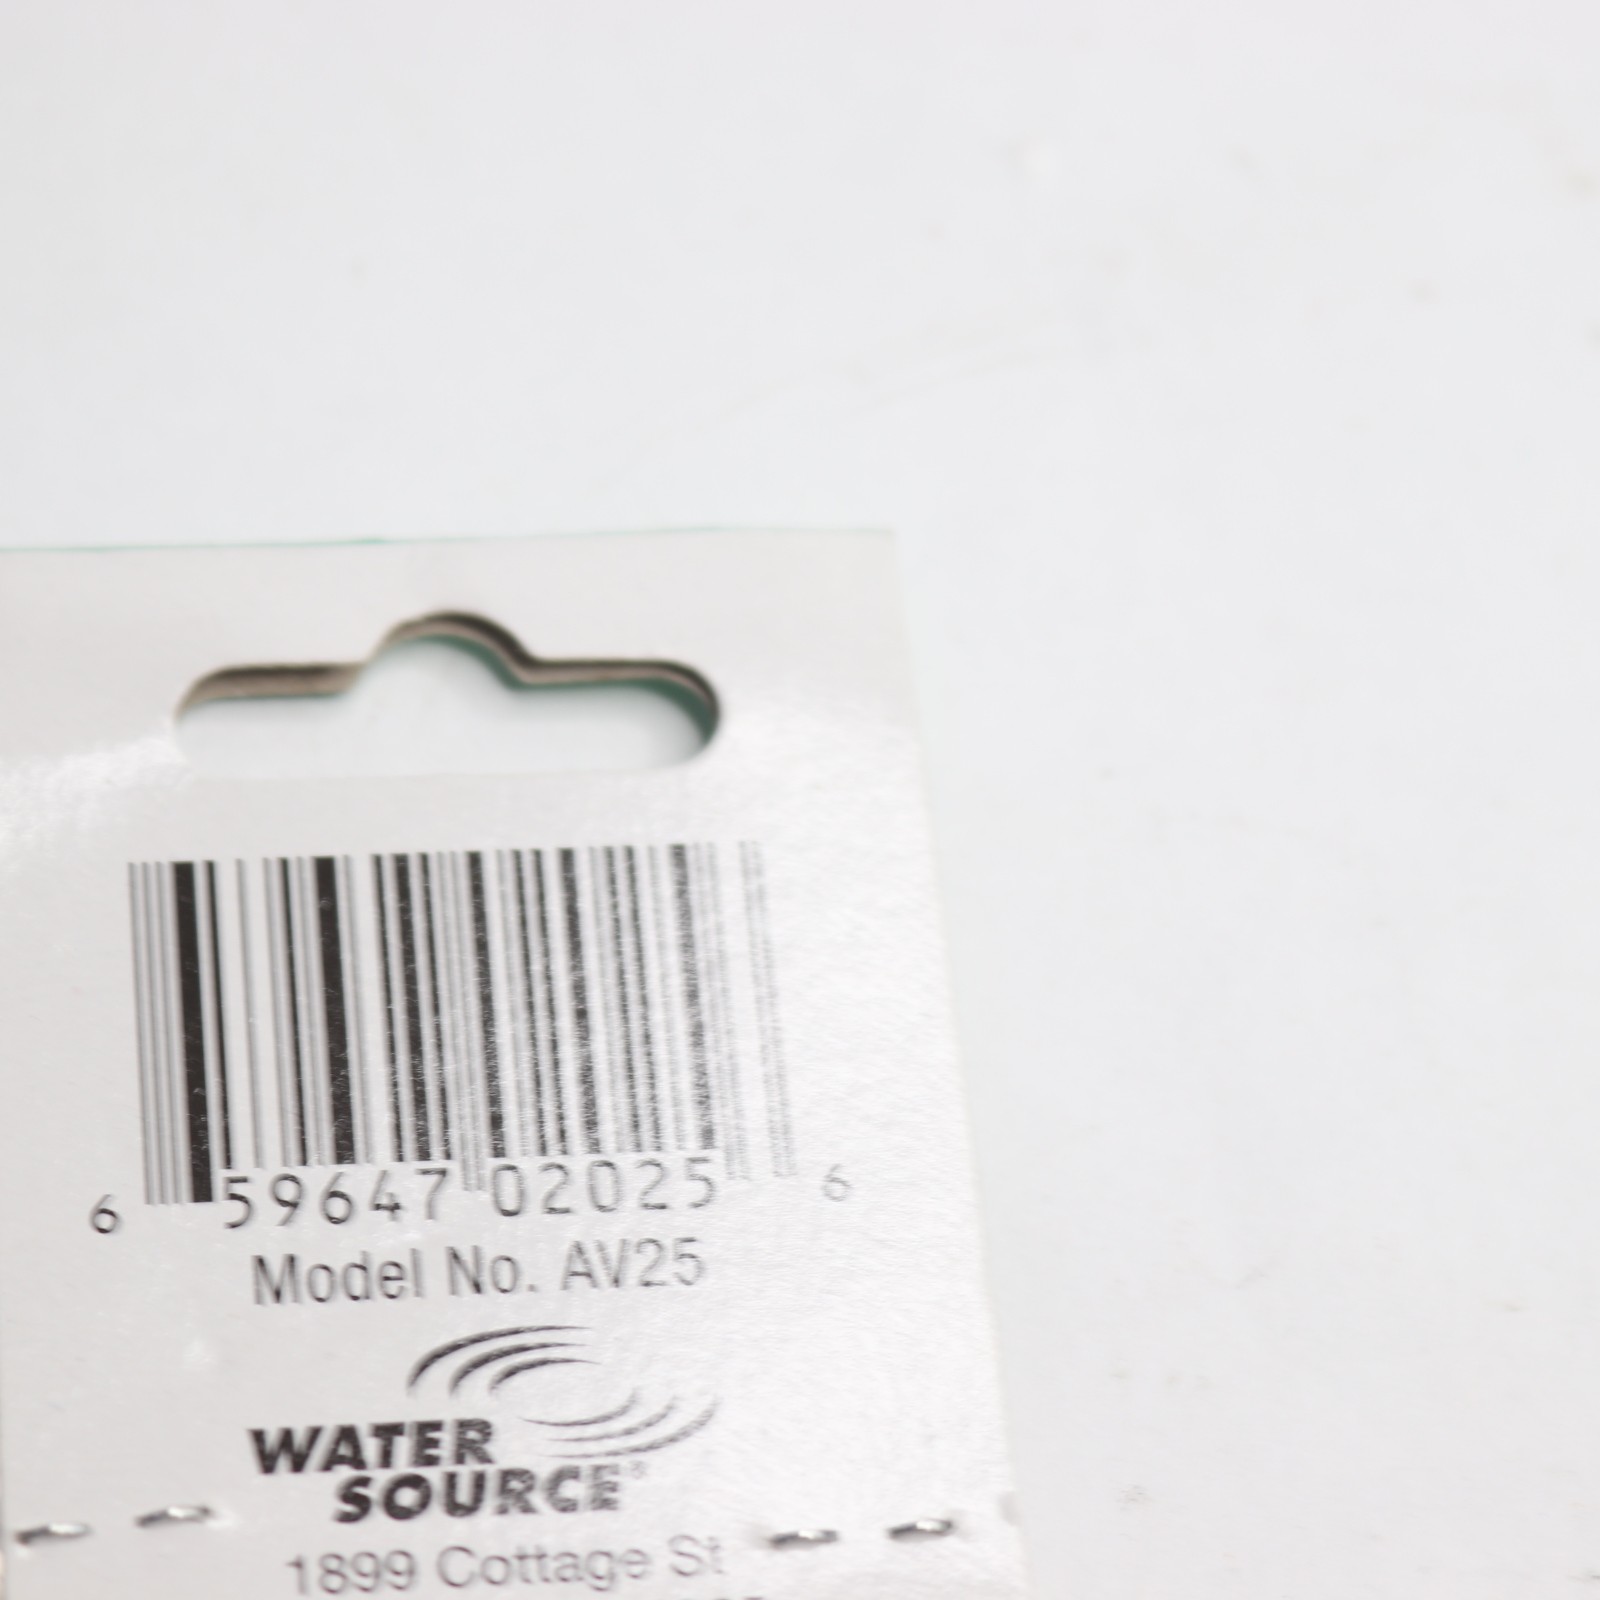 6 59647 02025 6
Model No. AV25
WATER
SOURCE®
1899 Cottage St